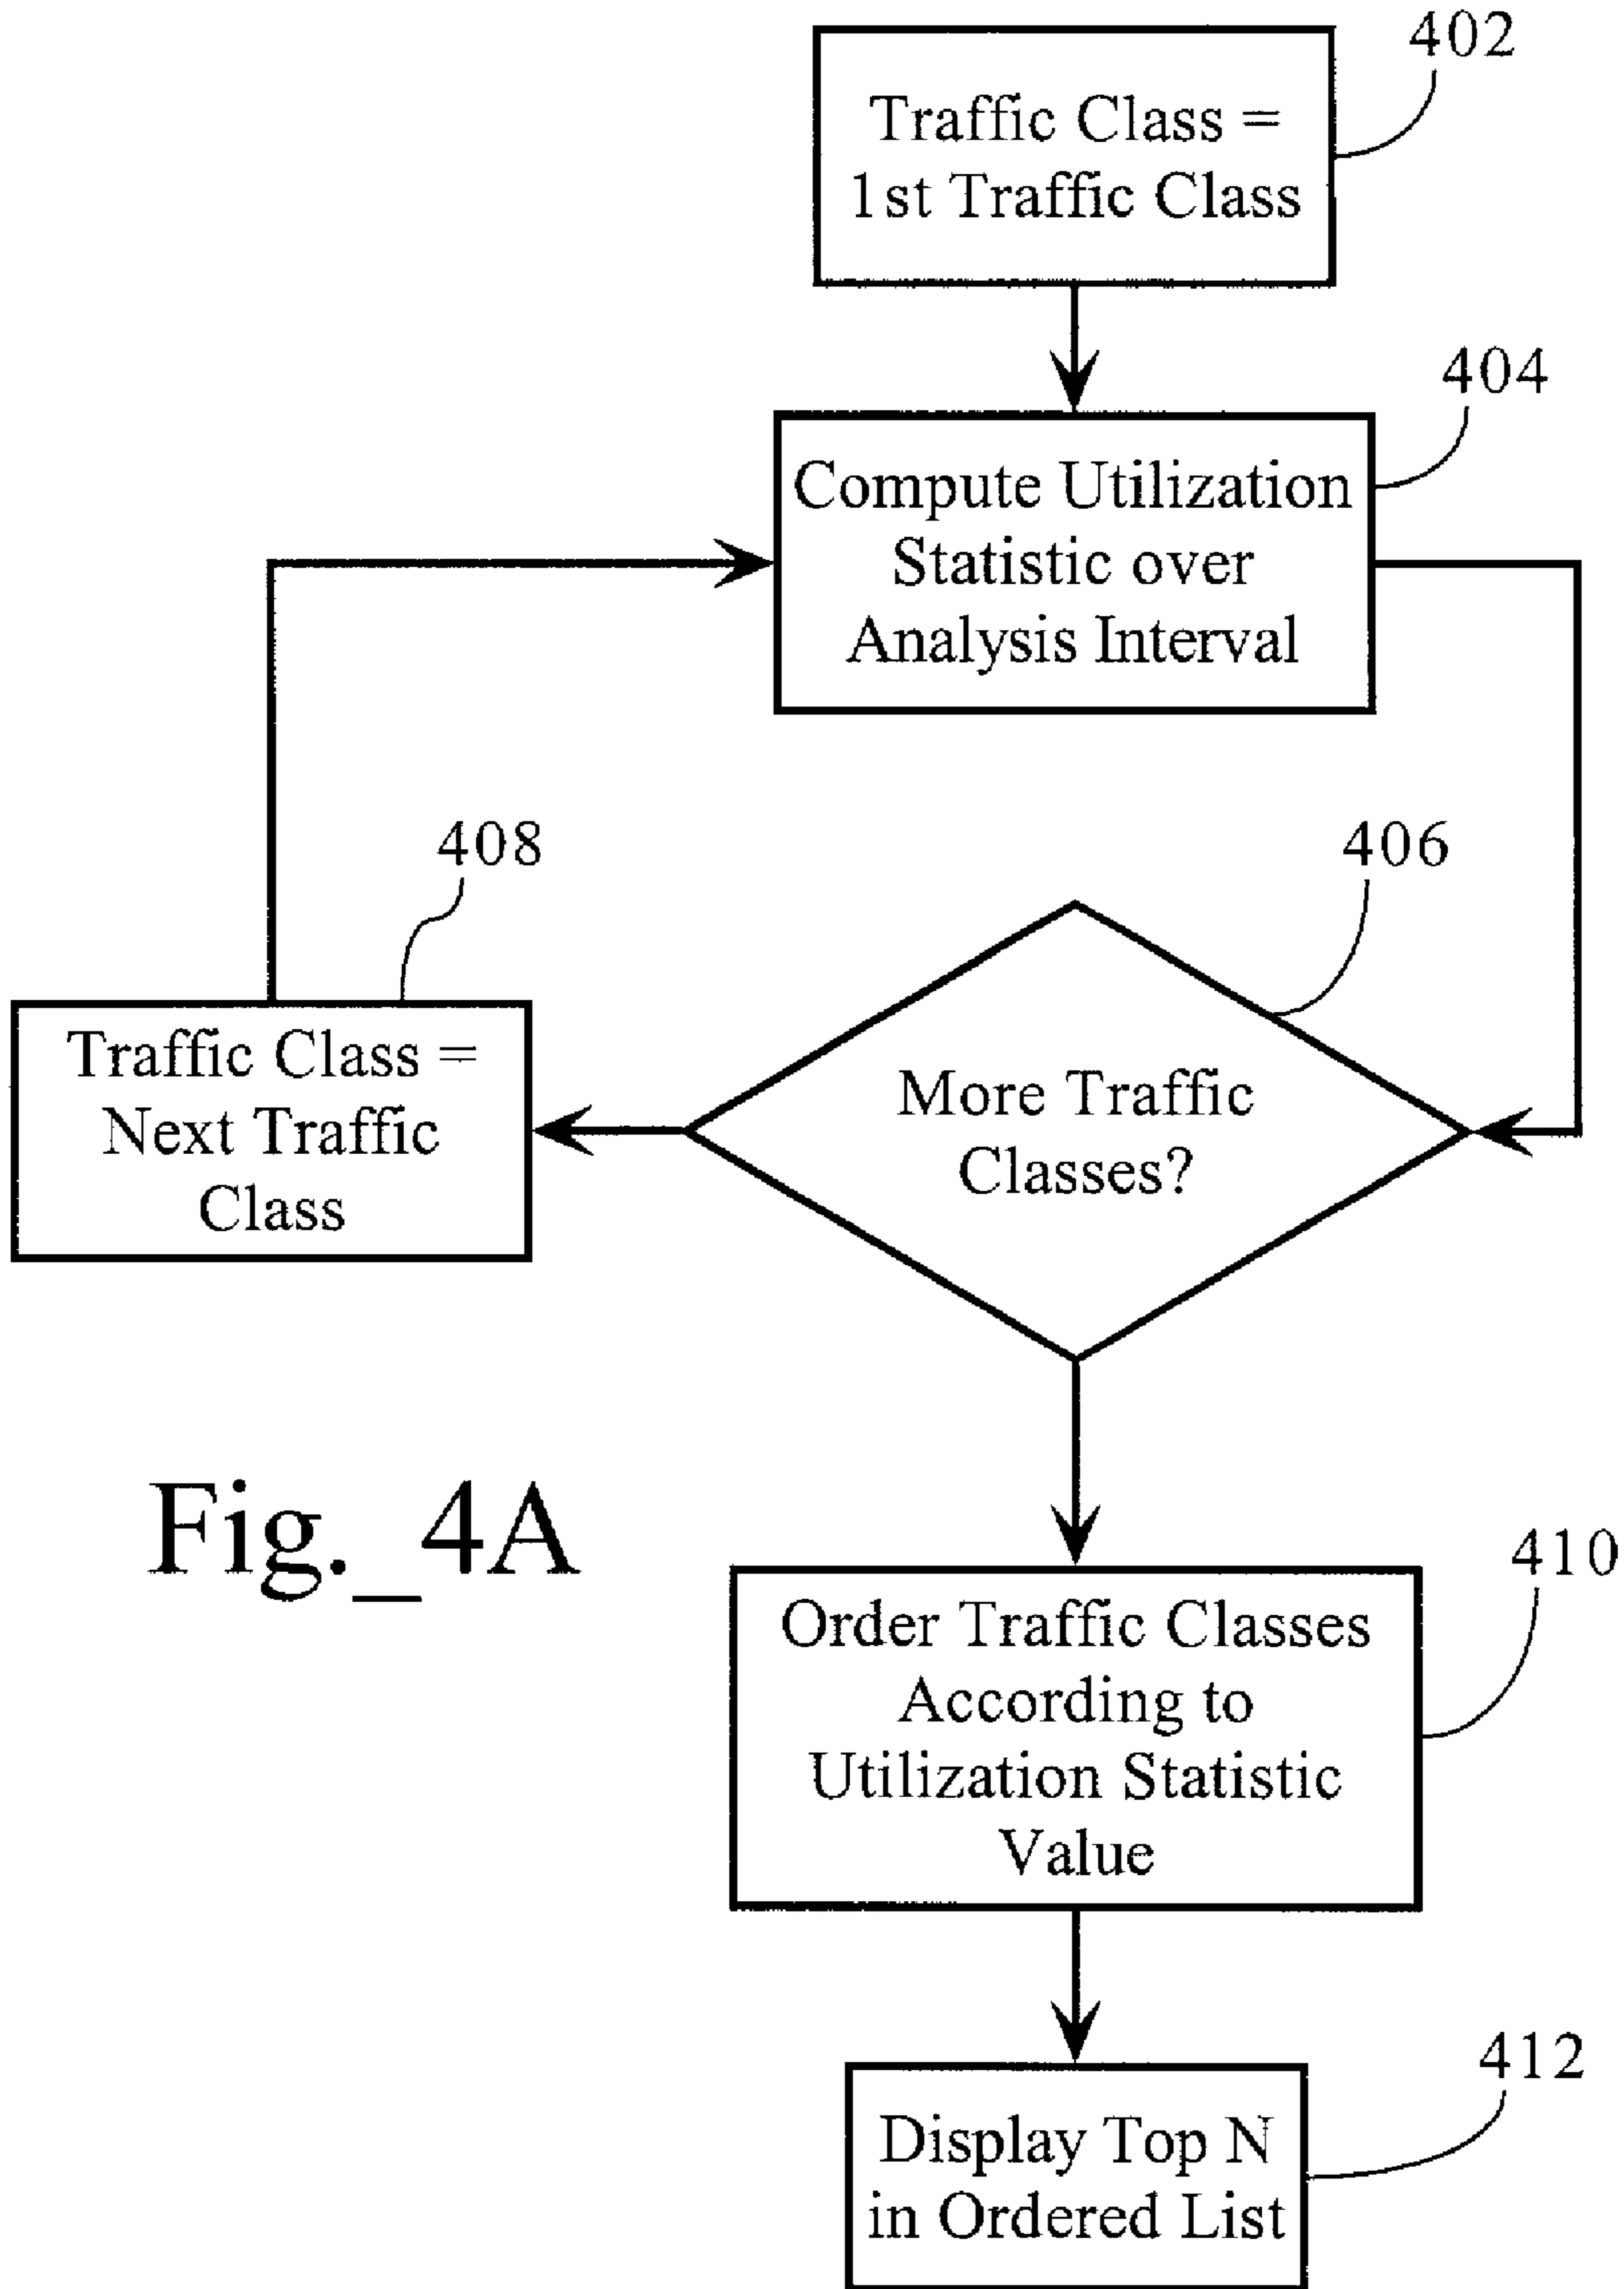 402
Traffic Class =
1st Traffic Class
404
Compute Utilization
Statistic over
Analysis Interval
408
406
Traffic Class =
Next Traffic
Class
More Traffic
Classes?
Fig._4A
410
Order Traffic Classes
According to
Utilization Statistic
Value
412
Display Top N
in Ordered List